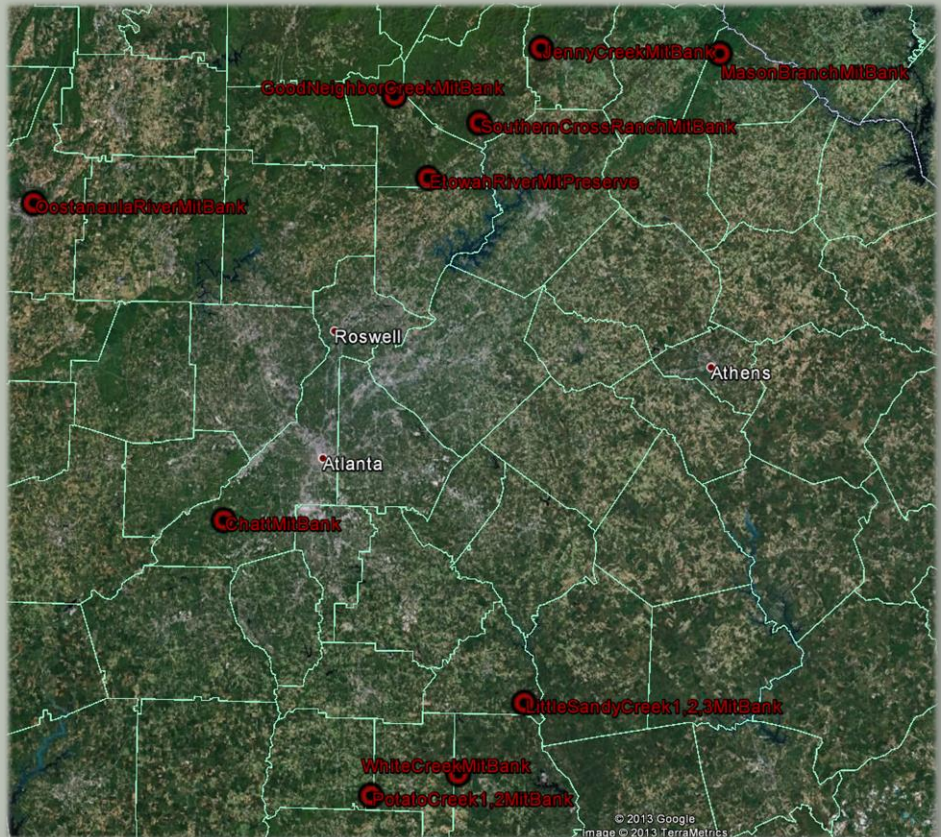 JennyCreekMitBank
MasonBranchMitBank
GoodNeighborCreekMitBank
SouthernCrossRanchMitBank
EtowahRiverMitPreserve
OostanaulaRiverMitBank
Roswell
Athens
Atlanta
ChattMitBank
LittleSandyCreek1,2,3MitBank
WhiteCreekMitBank
PotatoCreek1,2MitBank
© 2013 Google
Image © 2013 TerraMetrics